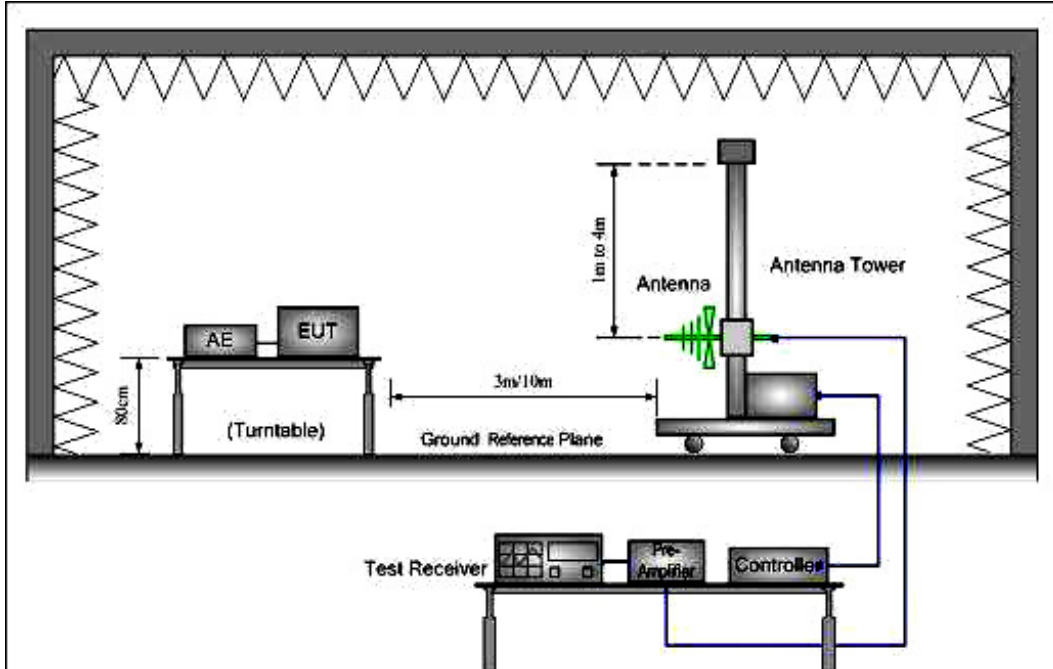 1m to 4m
Antenna
Antenna Tower
AE
EUT
80cm
3m/10m
(Turntable)
Ground Reference Plane
Test Receiver
Pre-
Amplifier
Controller